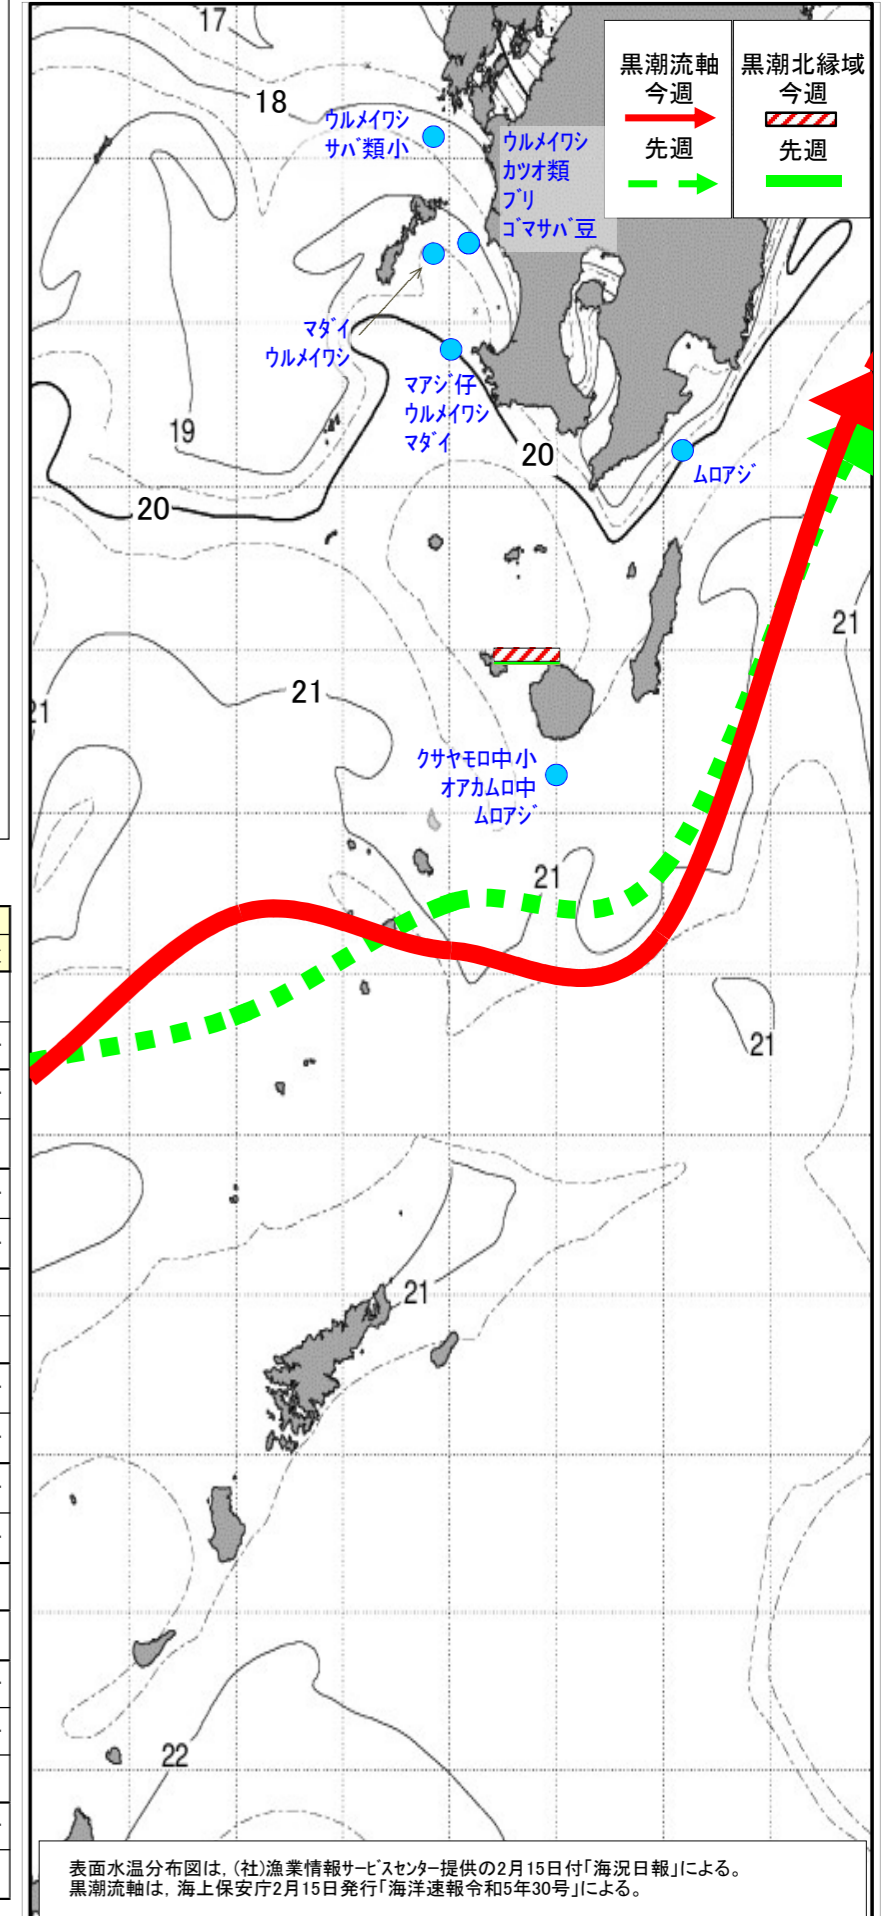 17
18
黒潮流軸
今週
先週
黒潮北縁域
今週
先週
ウルメイワシ
サバ類小
ウルメイワシ
カツオ類
ブリ
ゴマサバ豆
マダイ
ウルメイワシ
マアジ仔
ウルメイワシ
マダイ
19
20
20
ムロアジ
21
21
21
クサヤモロ中小
オアカムロ中
ムロアジ
21
21
21
22
表面水温分布図は，(社)漁業情報サービスセンター提供の2月15日付「海況日報」による。
黒潮流軸は，海上保安庁2月15日発行「海洋速報令和5年30号」による。